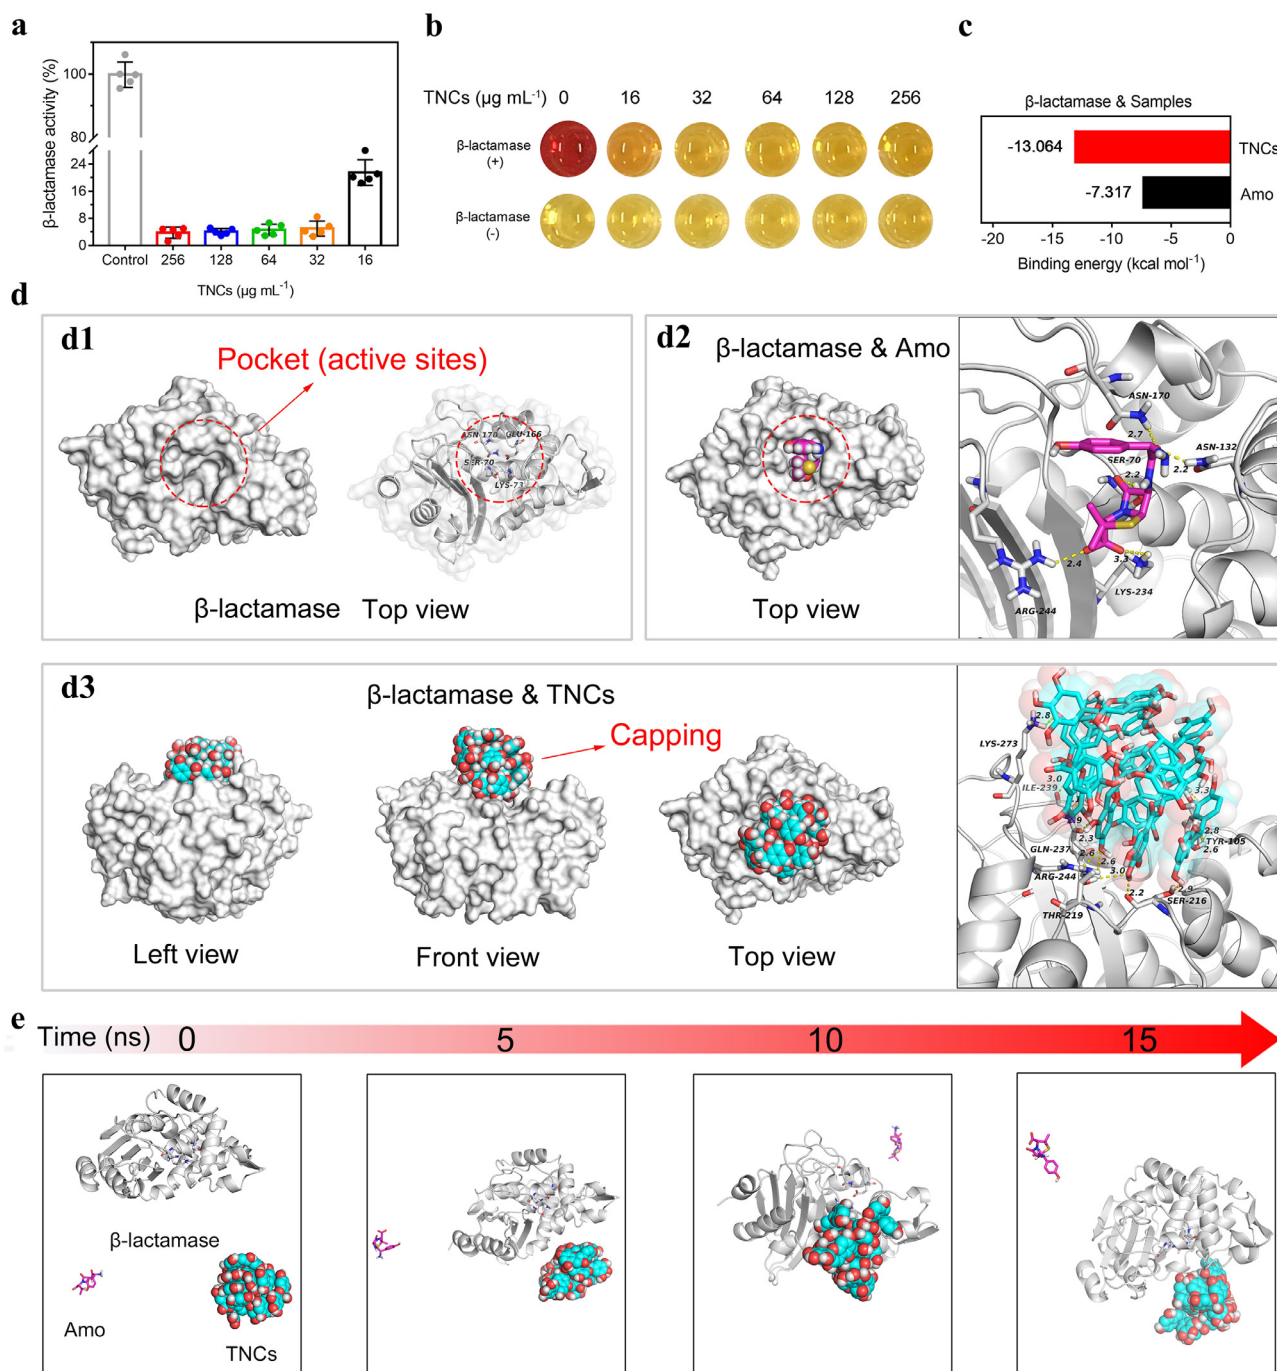 a
β-lactamase activity (%)
100
80
24
16
8
0
Control
256
128
64
32
16
TNCs (μg mL⁻¹)
b
TNCs (μg mL⁻¹) 0 16 32 64 128 256
β-lactamase
(+)
β-lactamase
(-)
c
β-lactamase & Samples
-13.064
TNCs
-7.317
Amo
-20 -15 -10 -5 0
Binding energy (kcal mol⁻¹)
d
d1
Pocket (active sites)
ASN-170
GLU-166
SER-70
LYS-73
β-lactamase
Top view
d2
β-lactamase & Amo
Top view
ASN-170
2.7
ASN-132
SER-70
2.2
2.2
2.4
3.3
LYS-234
ARG-244
d3
β-lactamase & TNCs
Capping
Left view
Front view
Top view
2.8
LYS-273
3.0
ILE-239
3.3
2.3
2.8
TYR-105
GLN-237
2.6
2.6
2.6
ARG-244
3.0
2.9
2.2
SER-216
THR-219
e
Time (ns) 0 5 10 15
β-lactamase
Amo
TNCs